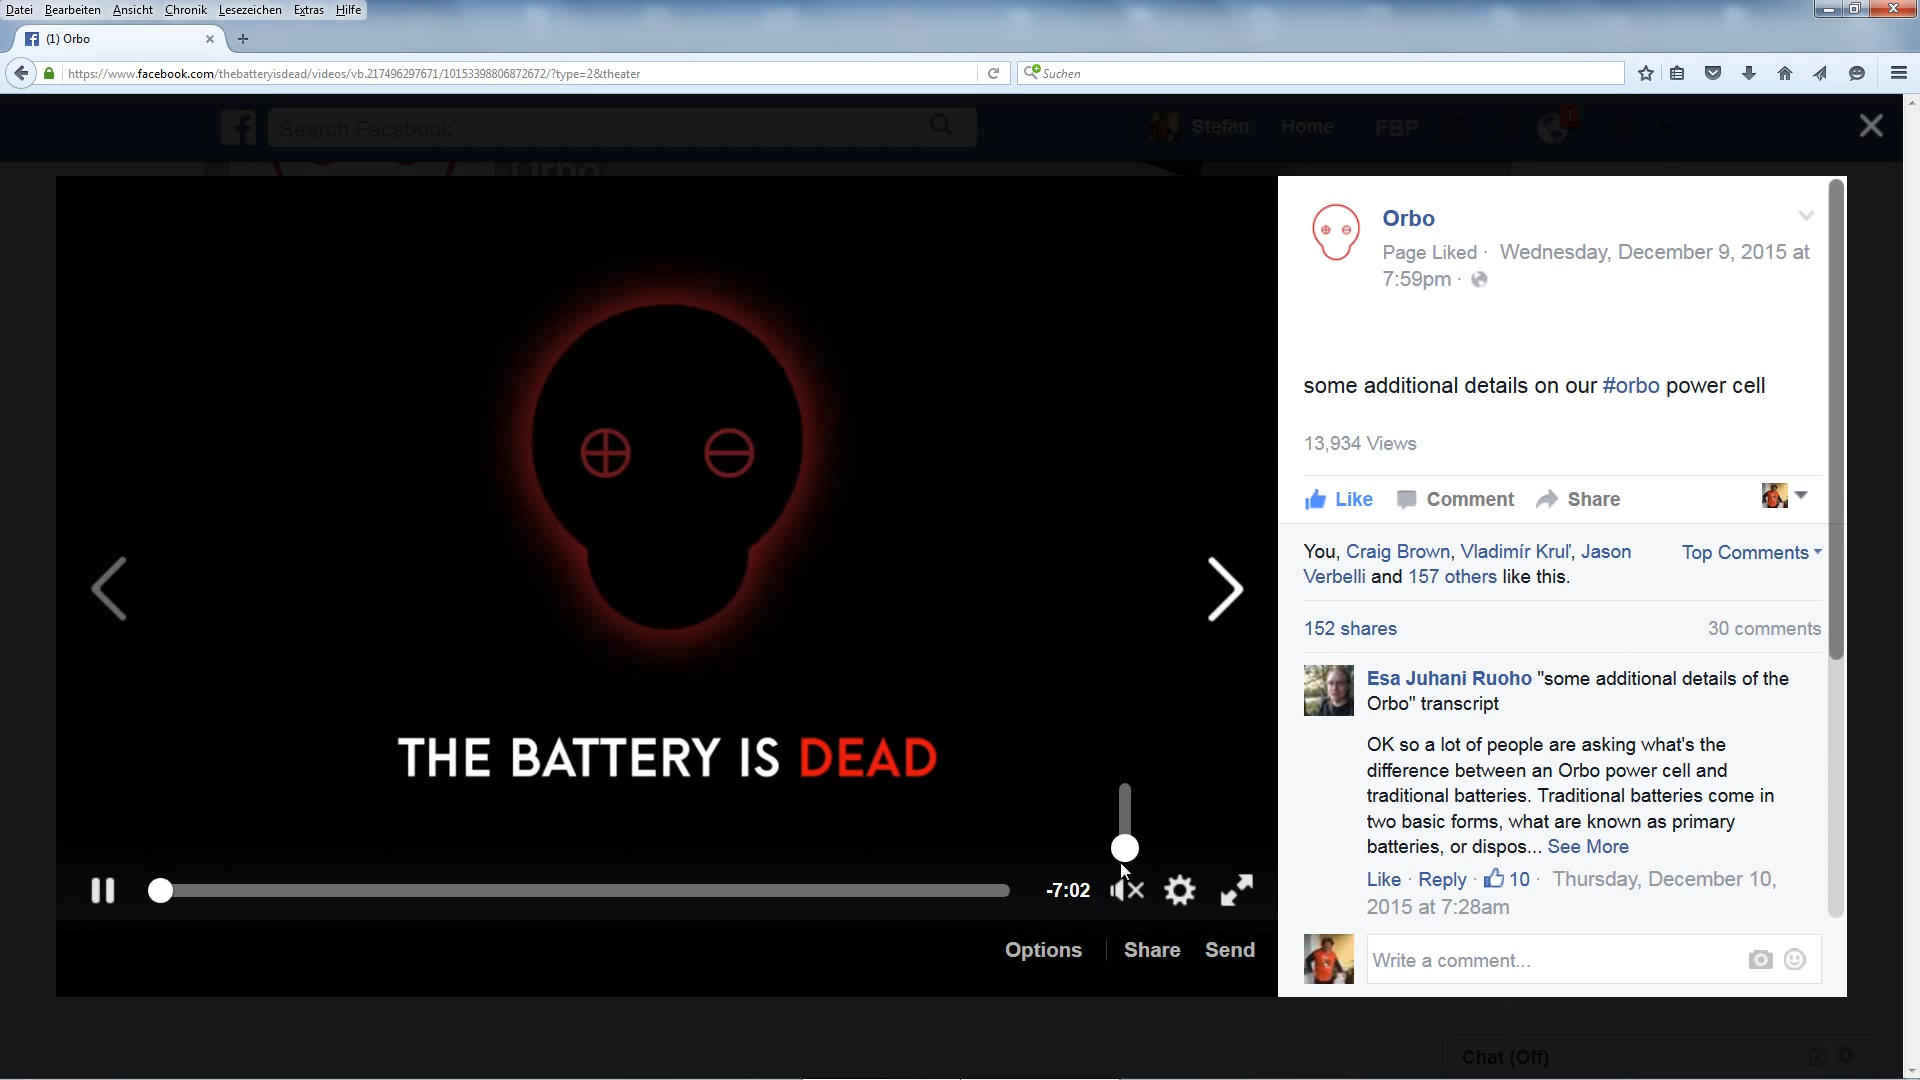 Datei Bearbeiten Ansicht Chronik Lesezeichen Extras Hilfe
(1) Orbo
https://www.facebook.com/thebatteryisdead/videos/vb.217496297671/10153398806872672/?type=2&theater
Suchen
Search Facebook
Stefan Home FBP 1
Orbo
Orbo
Page Liked · Wednesday, December 9, 2015 at
7:59pm ·
some additional details on our #orbo power cell
13,934 Views
Like Comment Share
You, Craig Brown, Vladimír Kruľ, Jason
Verbelli and 157 others like this.
Top Comments
152 shares
30 comments
Esa Juhani Ruoho "some additional details of the
Orbo" transcript
OK so a lot of people are asking what's the
difference between an Orbo power cell and
traditional batteries. Traditional batteries come in
two basic forms, what are known as primary
batteries, or dispos... See More
Like · Reply · 10 · Thursday, December 10,
2015 at 7:28am
Write a comment...
THE BATTERY IS DEAD
-7:02
Options Share Send
Chat (Off)